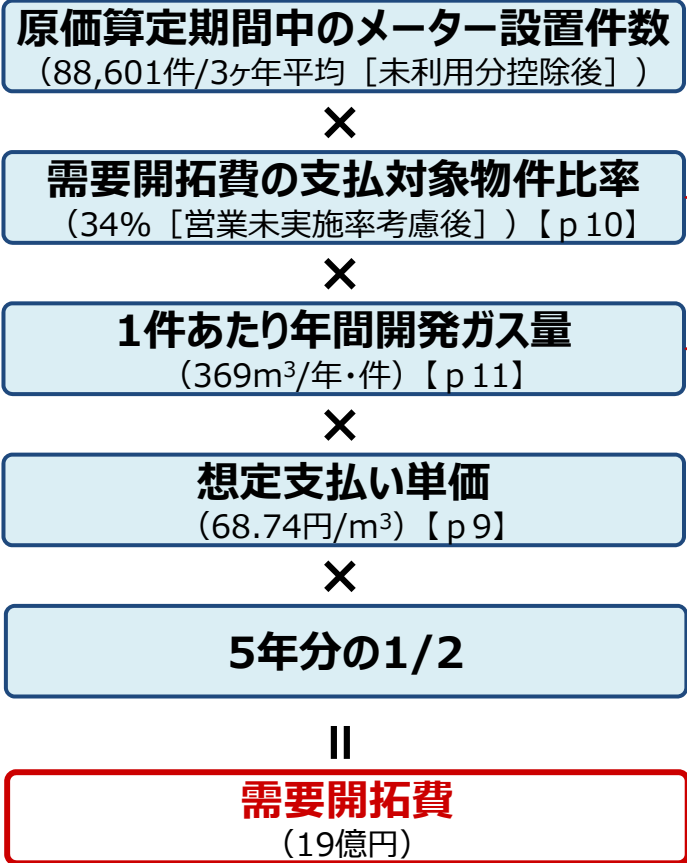 原価算定期間中のメーター設置件数
（88,601件/3ヶ年平均［未利用分控除後］）
×
需要開拓費の支払対象物件比率
（34%［営業未実施率考慮後］）【ｐ10】
×
1件あたり年間開発ガス量
（369m³/年・件）【ｐ11】
×
想定支払い単価
（68.74円/m³）【ｐ9】
×
5年分の1/2
＝
需要開拓費
（19億円）